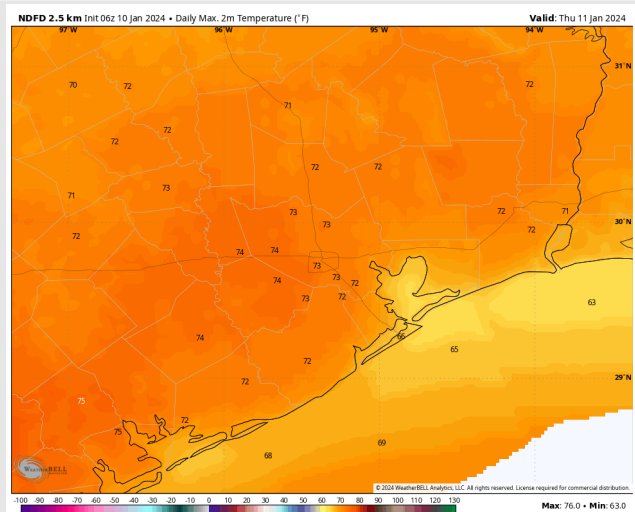 NDFD 2.5 km Init 06z 10 Jan 2024 • Daily Max. 2m Temperature (°F) Valid: Thu 11 Jan 2024
97°W 96°W 95°W 94°W
31°N
70 72 72
71
72
72
72 72
73
71
73 72 71
73 72
72
30°N
74 74
73
73
74 72
73 72
63
74 66
65
72
29°N
72
75
72
75
69
68
WeatherBELL
© 2024 WeatherBELL Analytics, LLC. All rights reserved. License required for commercial distribution.
-100 -90 -80 -70 -60 -50 -40 -30 -20 -10 0 10 20 30 40 50 60 70 80 90 100 110 120 130
Max: 76.0 • Min: 63.0